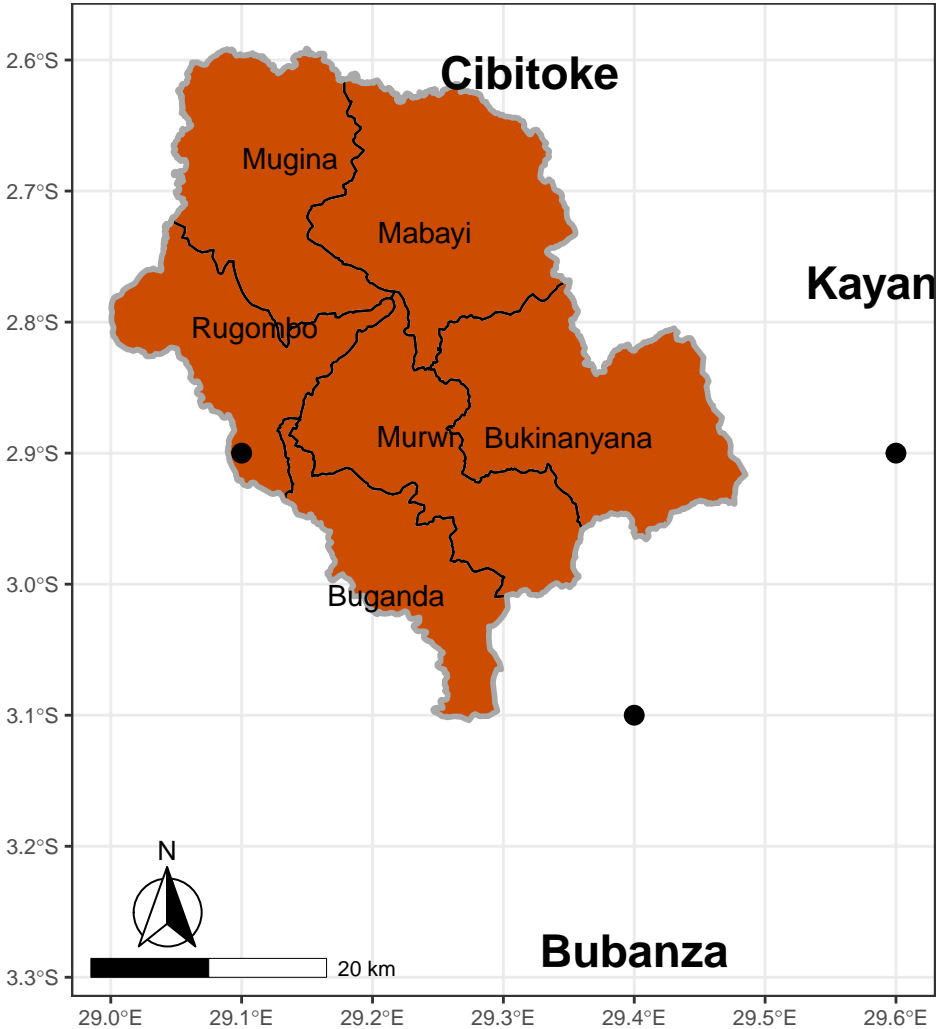 2.6°S
2.7°S
2.8°S
2.9°S
3.0°S
3.1°S
3.2°S
3.3°S
Cibitoke
Mugina
Mabayi
Kayan
Rugombo
Murwi
Bukinanyana
Buganda
N
Bubanza
20 km
29.0°E
29.1°E
29.2°E
29.3°E
29.4°E
29.5°E
29.6°E